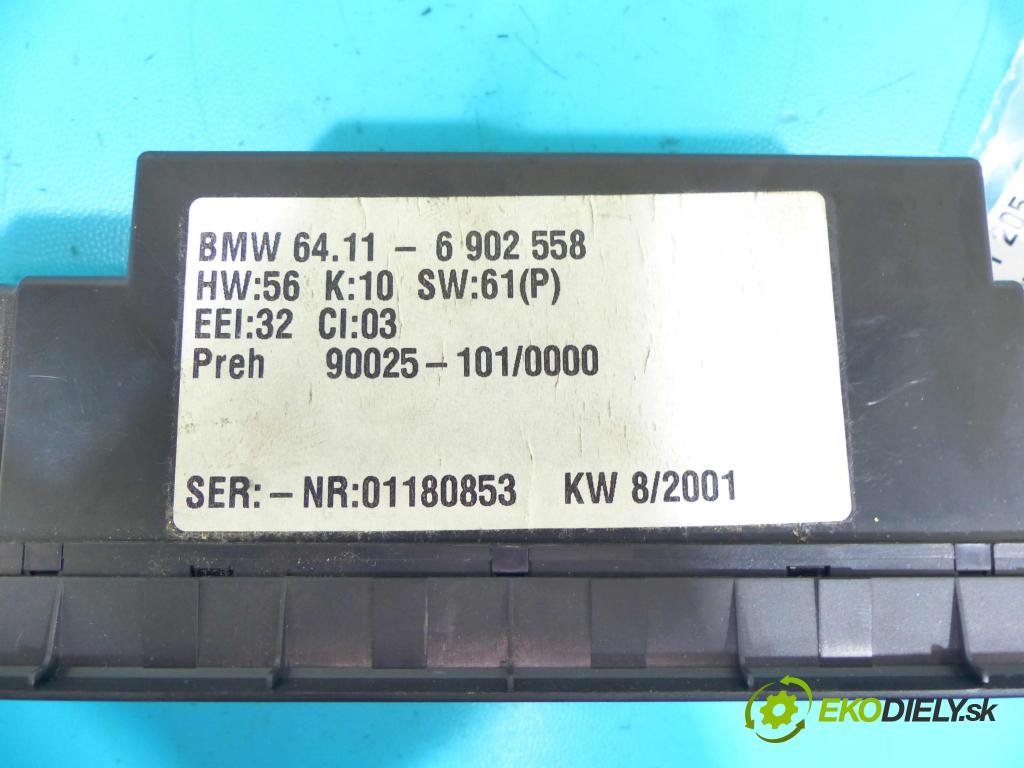 BMW 64.11 – 6 902 558
HW:56 K:10 SW:61(P)
EEI:32 CI:03
Preh 90025–101/0000
SER:–NR:01180853 KW 8/2001
EKODIELY.sk